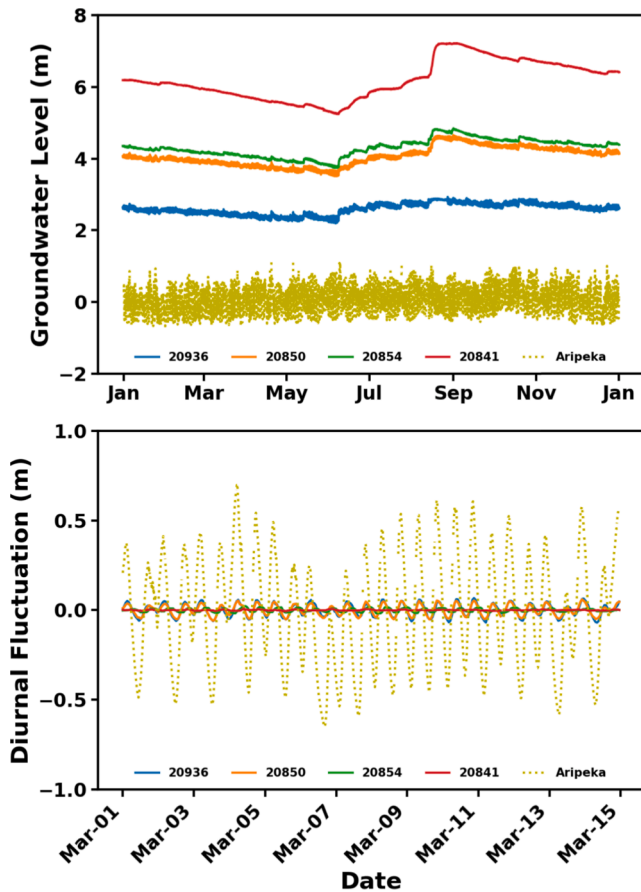 Groundwater Level (m)
8
6
4
2
0
−2
20936 20850 20854 20841 Aripeka
Jan Mar May Jul Sep Nov Jan
Diurnal Fluctuation (m)
1.0
0.5
0.0
−0.5
−1.0
20936 20850 20854 20841 Aripeka
Mar-01 Mar-03 Mar-05 Mar-07 Mar-09 Mar-11 Mar-13 Mar-15
Date